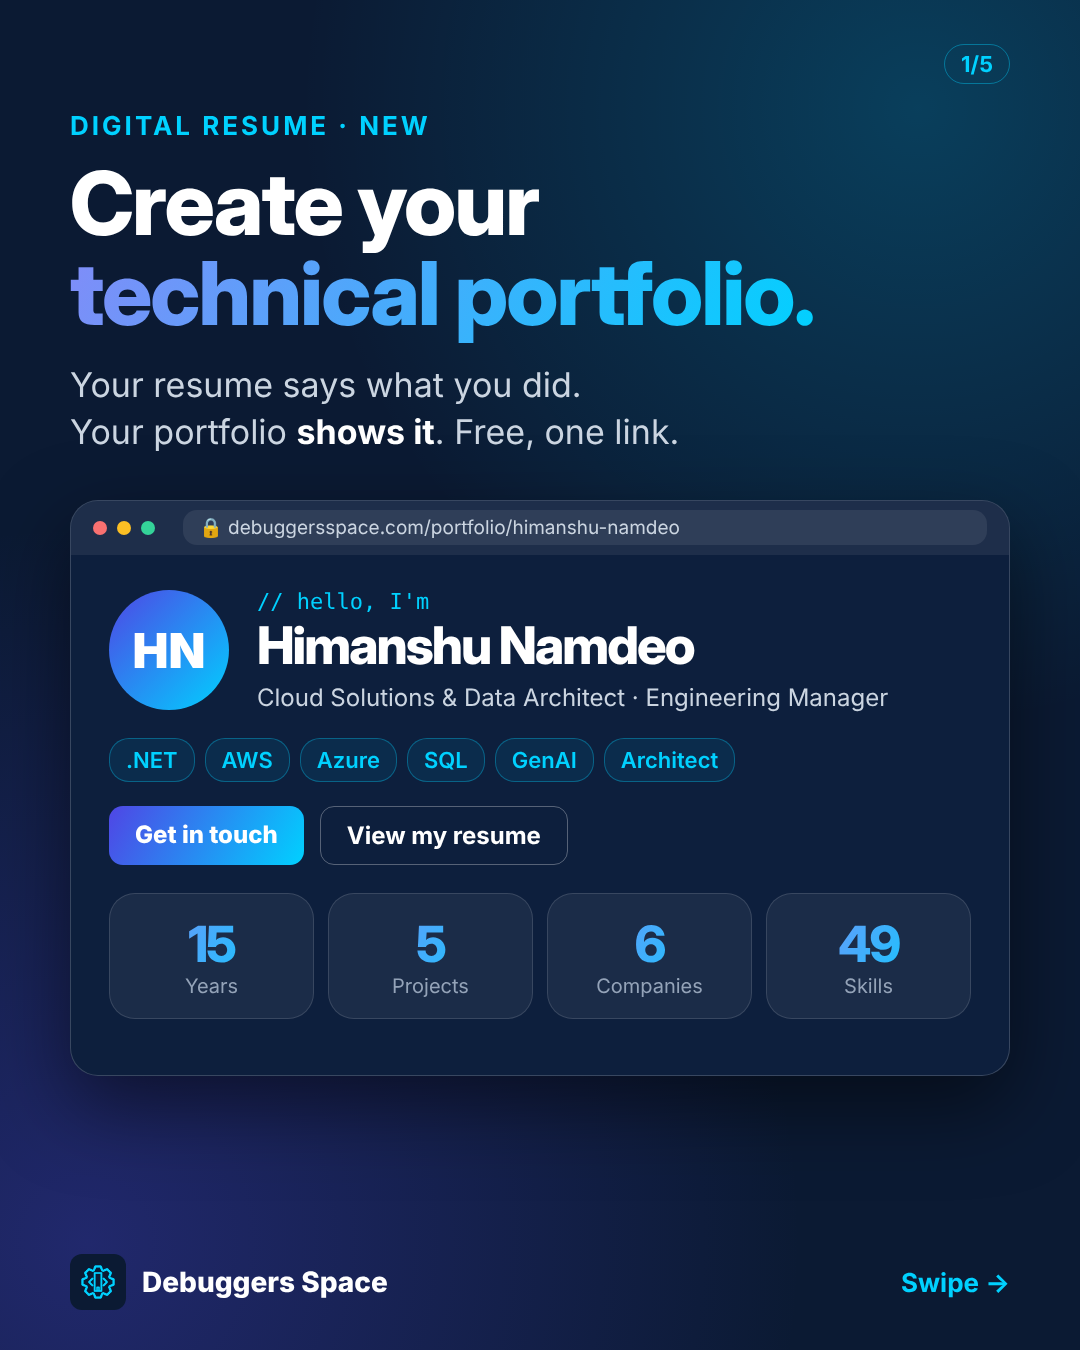 1/5
DIGITAL RESUME · NEW
Create your
technical portfolio.
Your resume says what you did.
Your portfolio shows it. Free, one link.
debuggersspace.com/portfolio/himanshu-namdeo
HN
// hello, I'm
Himanshu Namdeo
Cloud Solutions & Data Architect · Engineering Manager
.NET AWS Azure SQL GenAI Architect
Get in touch View my resume
15 5 6 49
Years Projects Companies Skills
Debuggers Space
Swipe →